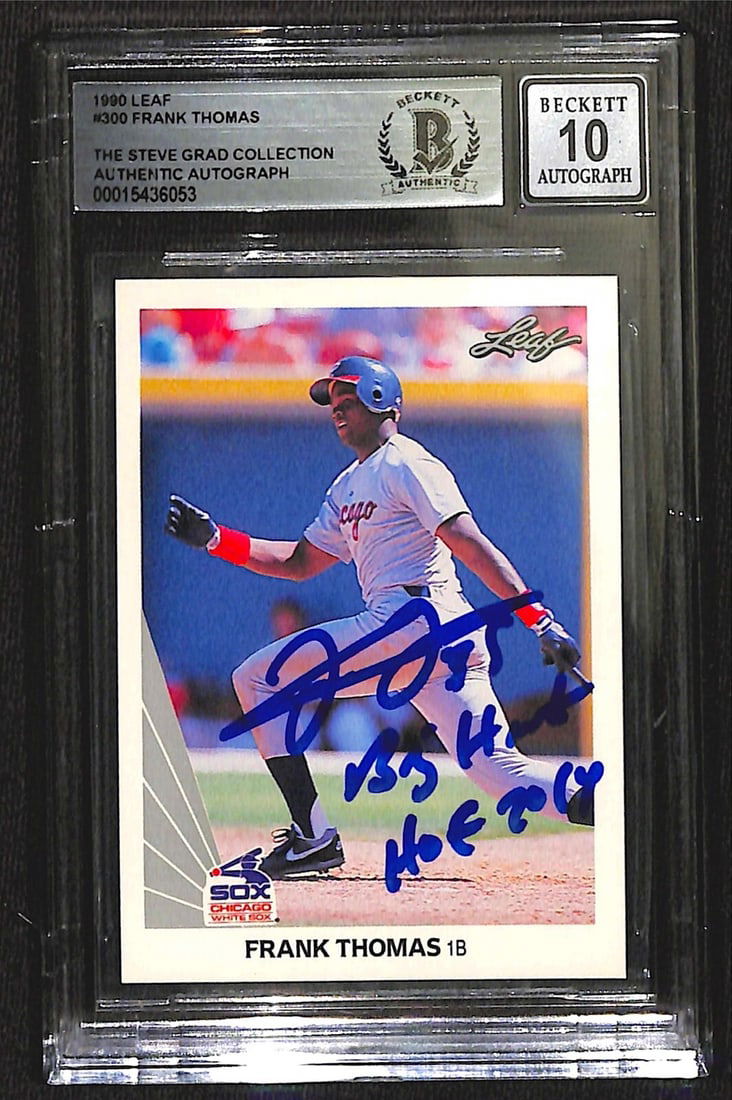 1990 LEAF
#300 FRANK THOMAS
THE STEVE GRAD COLLECTION
AUTHENTIC AUTOGRAPH
00015436053
BECKETT
B
AUTHENTIC
BECKETT
10
AUTOGRAPH
Leaf
cago
35
Big Hurt
HOF 2014
SOX
CHICAGO
WHITE SOX
FRANK THOMAS 1B